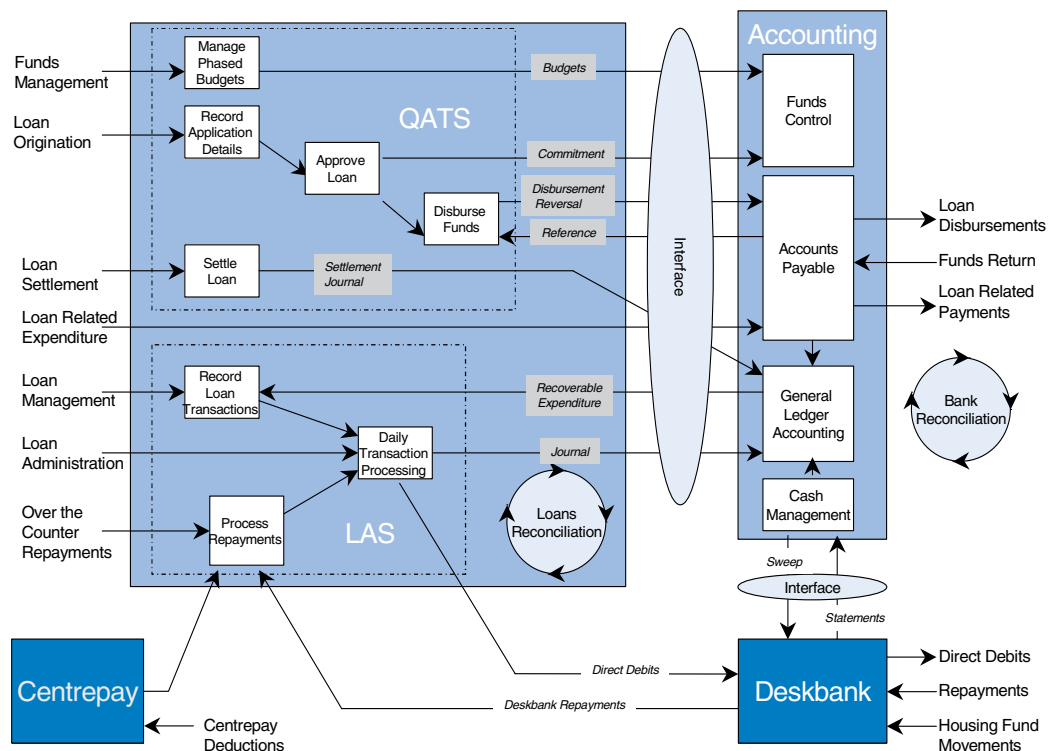 Accounting
Funds
Management
Manage
Phased
Budgets
Budgets
Funds
Control
QATS
Loan
Origination
Record
Application
Details
Approve
Loan
Commitment
Disburse
Funds
Disbursement
Reversal
Reference
Accounts
Payable
Loan
Disbursements
Funds Return
Loan Related
Payments
Interface
Loan
Settlement
Settle
Loan
Settlement
Journal
Loan Related
Expenditure
Loan
Management
Record
Loan
Transactions
Recoverable
Expenditure
General
Ledger
Accounting
Bank
Reconciliation
Loan
Administration
Daily
Transaction
Processing
Journal
Cash
Management
Over the
Counter
Repayments
Process
Repayments
LAS
Loans
Reconciliation
Sweep
Interface
Statements
Centrepay
Direct Debits
Deskbank Repayments
Deskbank
Direct Debits
Repayments
Housing Fund
Movements
Centrepay
Deductions